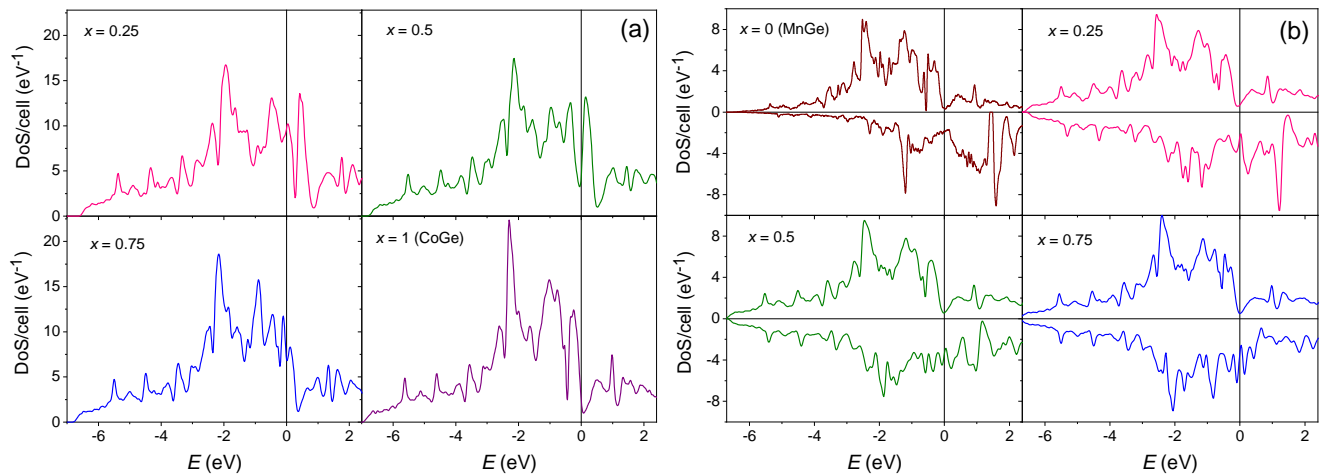 (a)
x = 0.25
x = 0.5
DoS/cell (eV⁻¹)
20
15
10
5
0
x = 0.75
x = 1 (CoGe)
DoS/cell (eV⁻¹)
20
15
10
5
0
-6 -4 -2 0 2 -6 -4 -2 0 2
E (eV) E (eV)
(b)
x = 0 (MnGe)
x = 0.25
DoS/cell (eV⁻¹)
8
4
0
-4
-8
x = 0.5
x = 0.75
DoS/cell (eV⁻¹)
8
4
0
-4
-8
-6 -4 -2 0 2 -6 -4 -2 0 2
E (eV) E (eV)